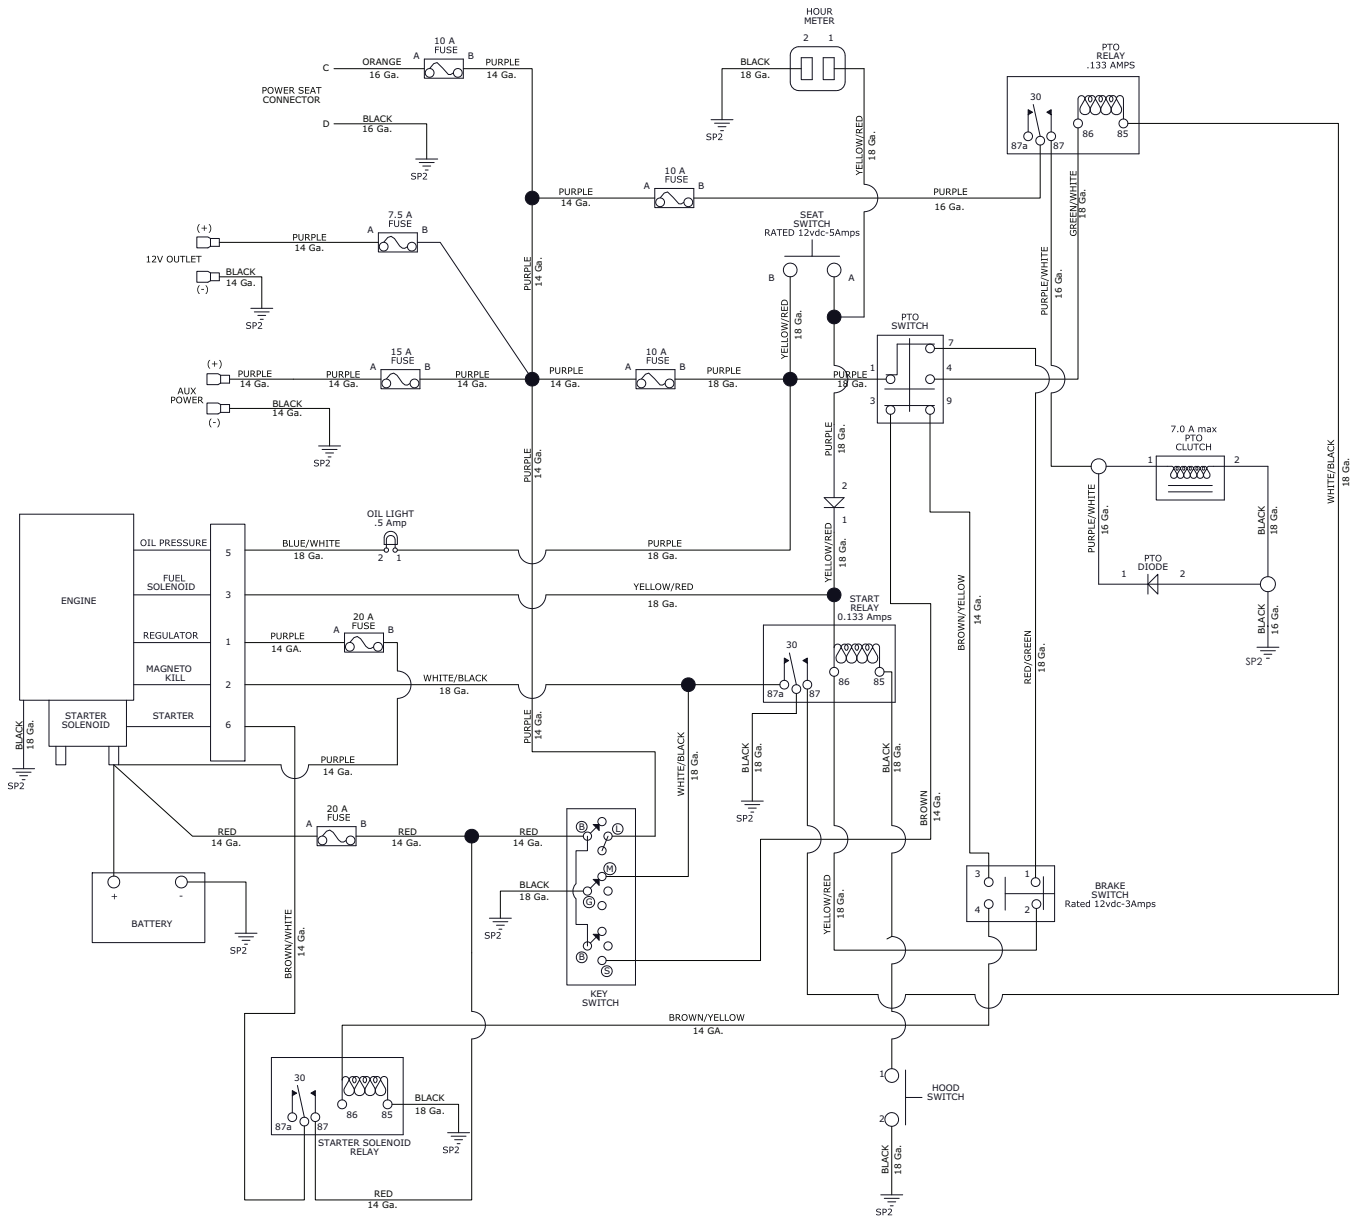 HOUR
METER
2 1
BLACK
18 Ga.
SP2
YELLOW/RED
18 Ga.
10 A
FUSE
A B
C
ORANGE
16 Ga.
PURPLE
14 Ga.
POWER SEAT
CONNECTOR
D
BLACK
16 Ga.
SP2
PTO
RELAY
.133 AMPS
30
87a 87 86 85
10 A
FUSE
A B
PURPLE
14 Ga.
PURPLE
16 Ga.
GREEN/WHITE
18 Ga.
PURPLE/WHITE
16 Ga.
7.5 A
FUSE
A B
(+)
PURPLE
14 Ga.
12V OUTLET
BLACK
14 Ga.
(-)
SP2
PURPLE
14 Ga.
SEAT
SWITCH
RATED 12vdc-5Amps
B A
YELLOW/RED
18 Ga.
PTO
SWITCH
7
1 4
3 9
15 A
FUSE
A B
(+)
PURPLE
14 Ga.
PURPLE
14 Ga.
PURPLE
14 Ga.
AUX
POWER
BLACK
14 Ga.
(-)
SP2
10 A
FUSE
A B
PURPLE
14 Ga.
PURPLE
18 Ga.
PURPLE
18 Ga.
PURPLE
14 Ga.
PURPLE
18 Ga.
2
1
YELLOW/RED
18 Ga.
7.0 A max
PTO
CLUTCH
1 2
PURPLE/WHITE
16 Ga.
BLACK
18 Ga.
PTO
DIODE
1 2
BLACK
16 Ga.
SP2
WHITE/BLACK
18 Ga.
ENGINE
OIL PRESSURE
5
BLUE/WHITE
18 Ga.
OIL LIGHT
.5 Amp
2 1
PURPLE
18 Ga.
FUEL
SOLENOID
3
YELLOW/RED
18 Ga.
REGULATOR
1
PURPLE
14 GA.
20 A
FUSE
A B
MAGNETO
KILL
2
WHITE/BLACK
18 Ga.
STARTER
SOLENOID
STARTER
6
BLACK
18 Ga.
SP2
PURPLE
14 Ga.
PURPLE
14 Ga.
START
RELAY
0.133 Amps
30
87a 87 86 85
BROWN/YELLOW
14 Ga.
RED/GREEN
18 Ga.
WHITE/BLACK
18 Ga.
BLACK
18 Ga.
SP2
BLACK
18 Ga.
BROWN
14 Ga.
20 A
FUSE
A B
RED
14 Ga.
RED
14 Ga.
RED
14 Ga.
B L
M
G
B
S
KEY
SWITCH
BLACK
18 Ga.
SP2
+ -
BATTERY
SP2
BROWN/WHITE
14 Ga.
YELLOW/RED
18 Ga.
3 1
4 2
BRAKE
SWITCH
Rated 12vdc-3Amps
BROWN/YELLOW
14 GA.
30
87a 87 86 85
STARTER SOLENOID
RELAY
BLACK
18 Ga.
SP2
RED
14 Ga.
1
2
HOOD
SWITCH
BLACK
18 Ga.
SP2